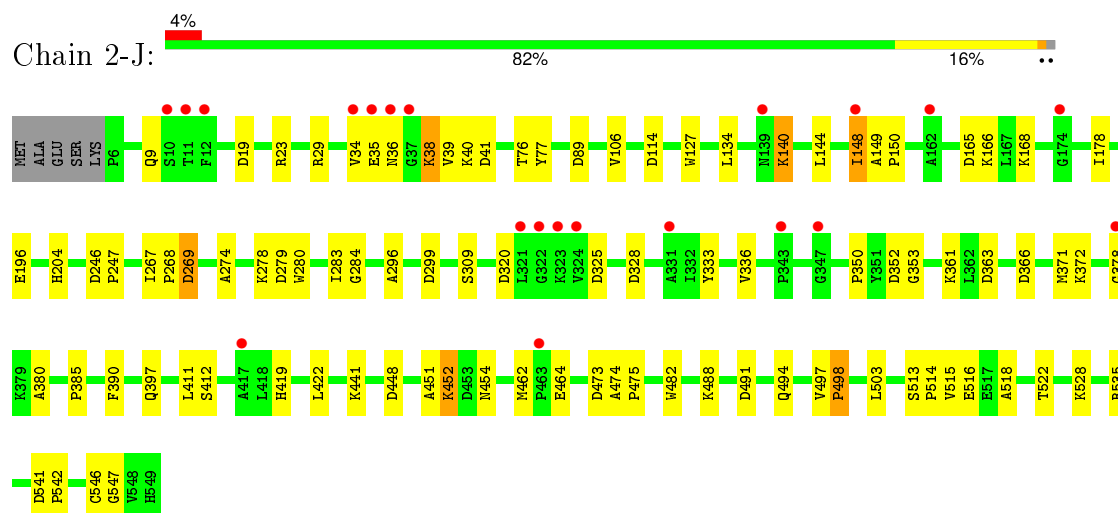 4%
Chain 2-J:
82% 16% ••
MET ALA GLU SER LYS P6 Q9 S10 T11 F12 D19 R23 R29 V34 E35 N36 G37 K38 V39 K40 D41 T76 Y77 D89 V106 D114 W127 L134 N139 K140 L144 I148 A149 P150 A162 D165 K166 L167 K168 G174 I178
E196 H204 D246 P247 I267 P268 D269 A274 K278 D279 W280 I283 G284 A296 D299 S309 D320 L321 G322 K323 V324 D325 D328 A331 I332 Y333 V336 P343 G347 P350 Y351 D352 G353 K361 L362 D363 D366 M371 K372 G378
K379 A380 P385 F390 Q397 L411 S412 A417 L418 H419 L422 K441 D448 A451 K452 D453 N454 M462 P463 E464 D473 A474 P475 W482 K488 D491 Q494 V497 P498 L503 S513 P514 V515 E516 E517 A518 T522 K528
D541 P542 C546 G547 V548 H549